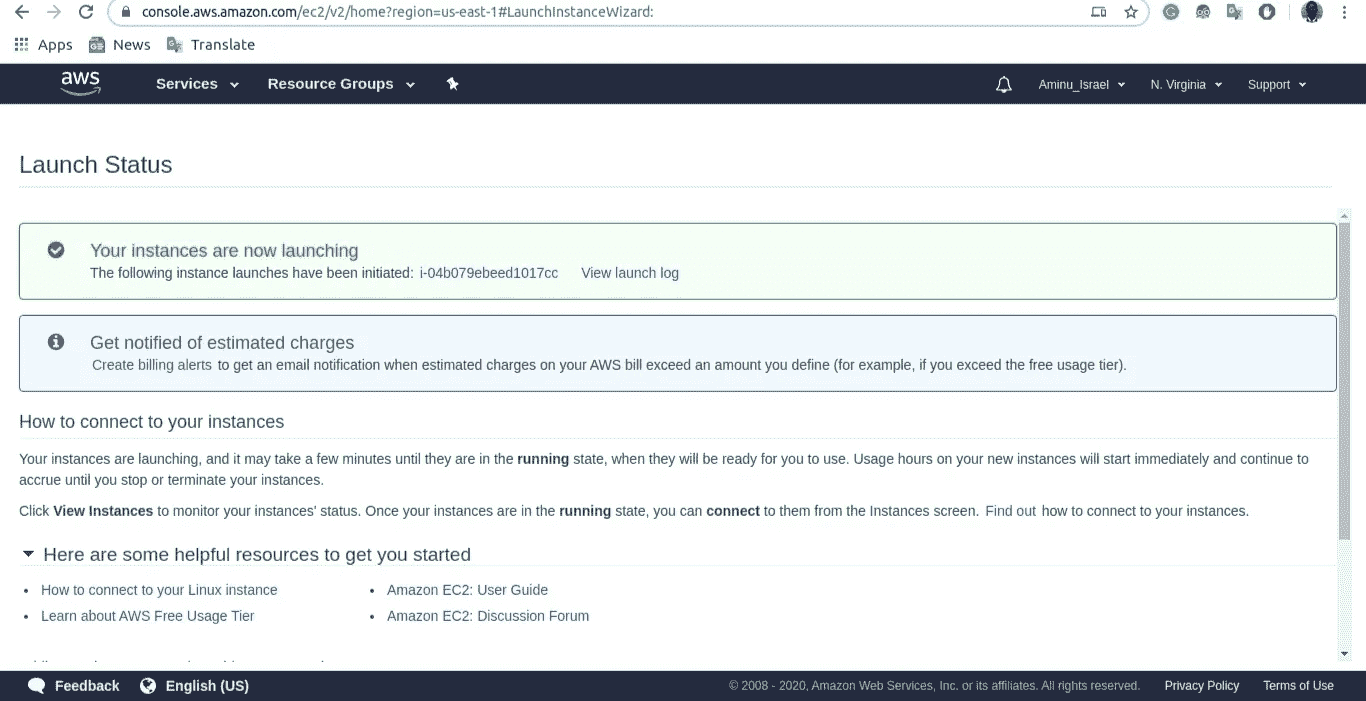 console.aws.amazon.com/ec2/v2/home?region=us-east-1#LaunchInstanceWizard:
Apps News Translate
aws Services Resource Groups Aminu_Israel N. Virginia Support
Launch Status
Your instances are now launching
The following instance launches have been initiated: i-04b079ebeed1017cc View launch log
Get notified of estimated charges
Create billing alerts to get an email notification when estimated charges on your AWS bill exceed an amount you define (for example, if you exceed the free usage tier).
How to connect to your instances
Your instances are launching, and it may take a few minutes until they are in the running state, when they will be ready for you to use. Usage hours on your new instances will start immediately and continue to
accrue until you stop or terminate your instances.
Click View Instances to monitor your instances' status. Once your instances are in the running state, you can connect to them from the Instances screen. Find out how to connect to your instances.
Here are some helpful resources to get you started
• How to connect to your Linux instance • Amazon EC2: User Guide
• Learn about AWS Free Usage Tier • Amazon EC2: Discussion Forum
Feedback English (US) © 2008 - 2020, Amazon Web Services, Inc. or its affiliates. All rights reserved. Privacy Policy Terms of Use